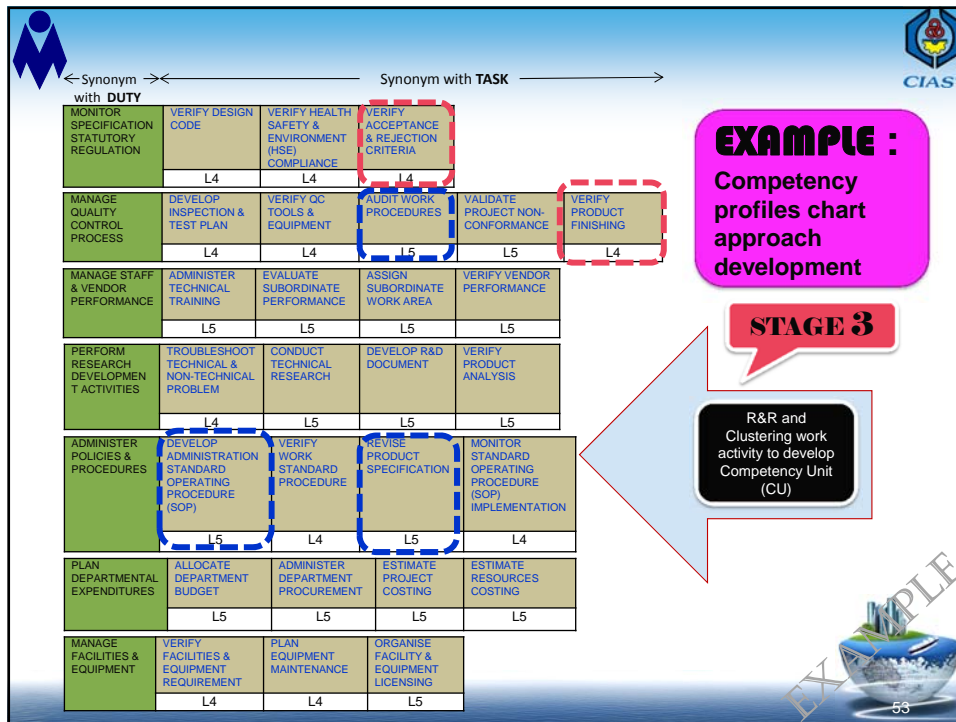 Synonym with DUTY
Synonym with TASK
CIAST
MONITOR
SPECIFICATION
STATUTORY
REGULATION
VERIFY DESIGN
CODE
L4
VERIFY HEALTH
SAFETY &
ENVIRONMENT
(HSE)
COMPLIANCE
L4
VERIFY
ACCEPTANCE
& REJECTION
CRITERIA
L4
MANAGE
QUALITY
CONTROL
PROCESS
DEVELOP
INSPECTION &
TEST PLAN
L4
VERIFY QC
TOOLS &
EQUIPMENT
L4
AUDIT WORK
PROCEDURES
L5
VALIDATE
PROJECT NON-
CONFORMANCE
L5
VERIFY
PRODUCT
FINISHING
L4
MANAGE STAFF
& VENDOR
PERFORMANCE
ADMINISTER
TECHNICAL
TRAINING
L5
EVALUATE
SUBORDINATE
PERFORMANCE
L5
ASSIGN
SUBORDINATE
WORK AREA
L5
VERIFY VENDOR
PERFORMANCE
L5
PERFORM
RESEARCH
DEVELOPMEN
T ACTIVITIES
TROUBLESHOOT
TECHNICAL &
NON-TECHNICAL
PROBLEM
L4
CONDUCT
TECHNICAL
RESEARCH
L5
DEVELOP R&D
DOCUMENT
L5
VERIFY
PRODUCT
ANALYSIS
L5
ADMINISTER
POLICIES &
PROCEDURES
DEVELOP
ADMINISTRATION
STANDARD
OPERATING
PROCEDURE
(SOP)
L5
VERIFY
WORK
STANDARD
PROCEDURE
L4
REVISE
PRODUCT
SPECIFICATION
L5
MONITOR
STANDARD
OPERATING
PROCEDURE
(SOP)
IMPLEMENTATION
L4
PLAN
DEPARTMENTAL
EXPENDITURES
ALLOCATE
DEPARTMENT
BUDGET
L5
ADMINISTER
DEPARTMENT
PROCUREMENT
L5
ESTIMATE
PROJECT
COSTING
L5
ESTIMATE
RESOURCES
COSTING
L5
MANAGE
FACILITIES &
EQUIPMENT
VERIFY
FACILITIES &
EQUIPMENT
REQUIREMENT
L4
PLAN
EQUIPMENT
MAINTENANCE
L4
ORGANISE
FACILITY &
EQUIPMENT
LICENSING
L5
EXAMPLE :
Competency
profiles chart
approach
development
STAGE 3
R&R and
Clustering work
activity to develop
Competency Unit
(CU)
EXAMPLE
53